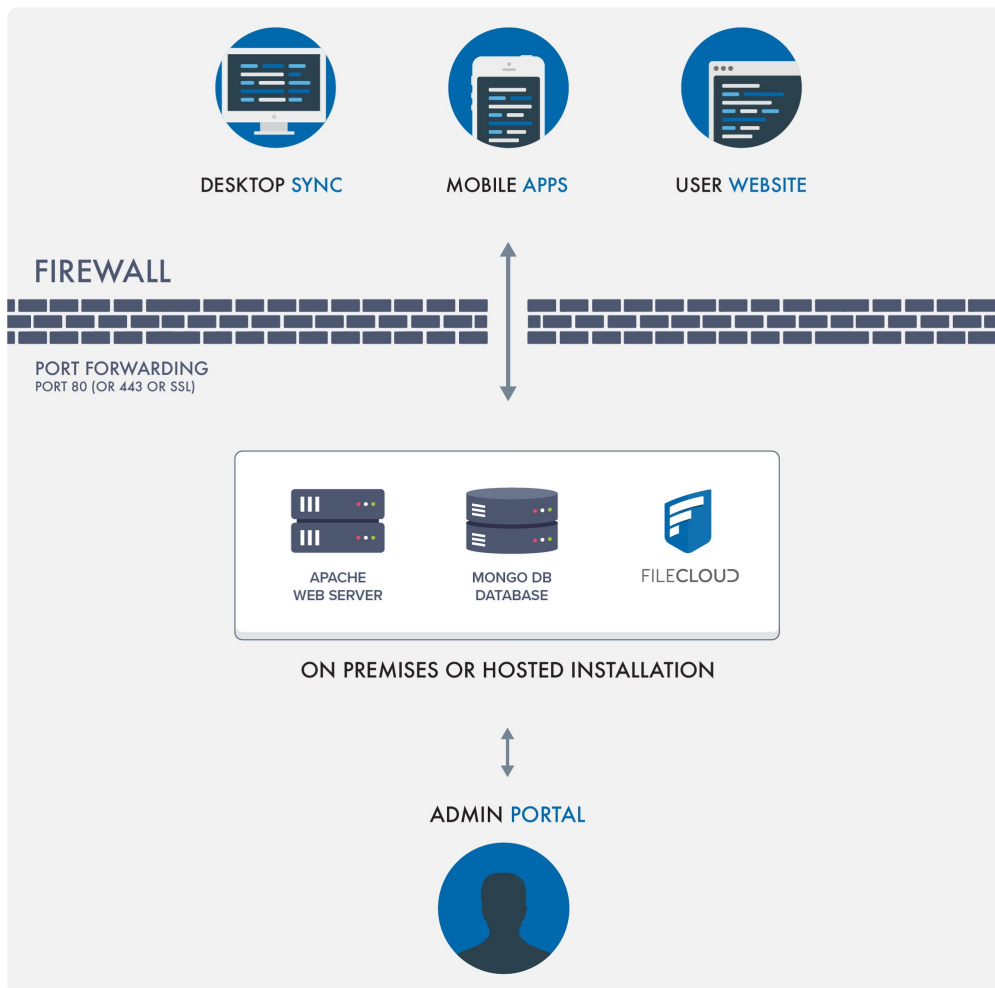 DESKTOP SYNC
MOBILE APPS
USER WEBSITE
FIREWALL
PORT FORWARDING
PORT 80 (OR 443 OR SSL)
APACHE
WEB SERVER
MONGO DB
DATABASE
FILECLOUD
ON PREMISES OR HOSTED INSTALLATION
ADMIN PORTAL